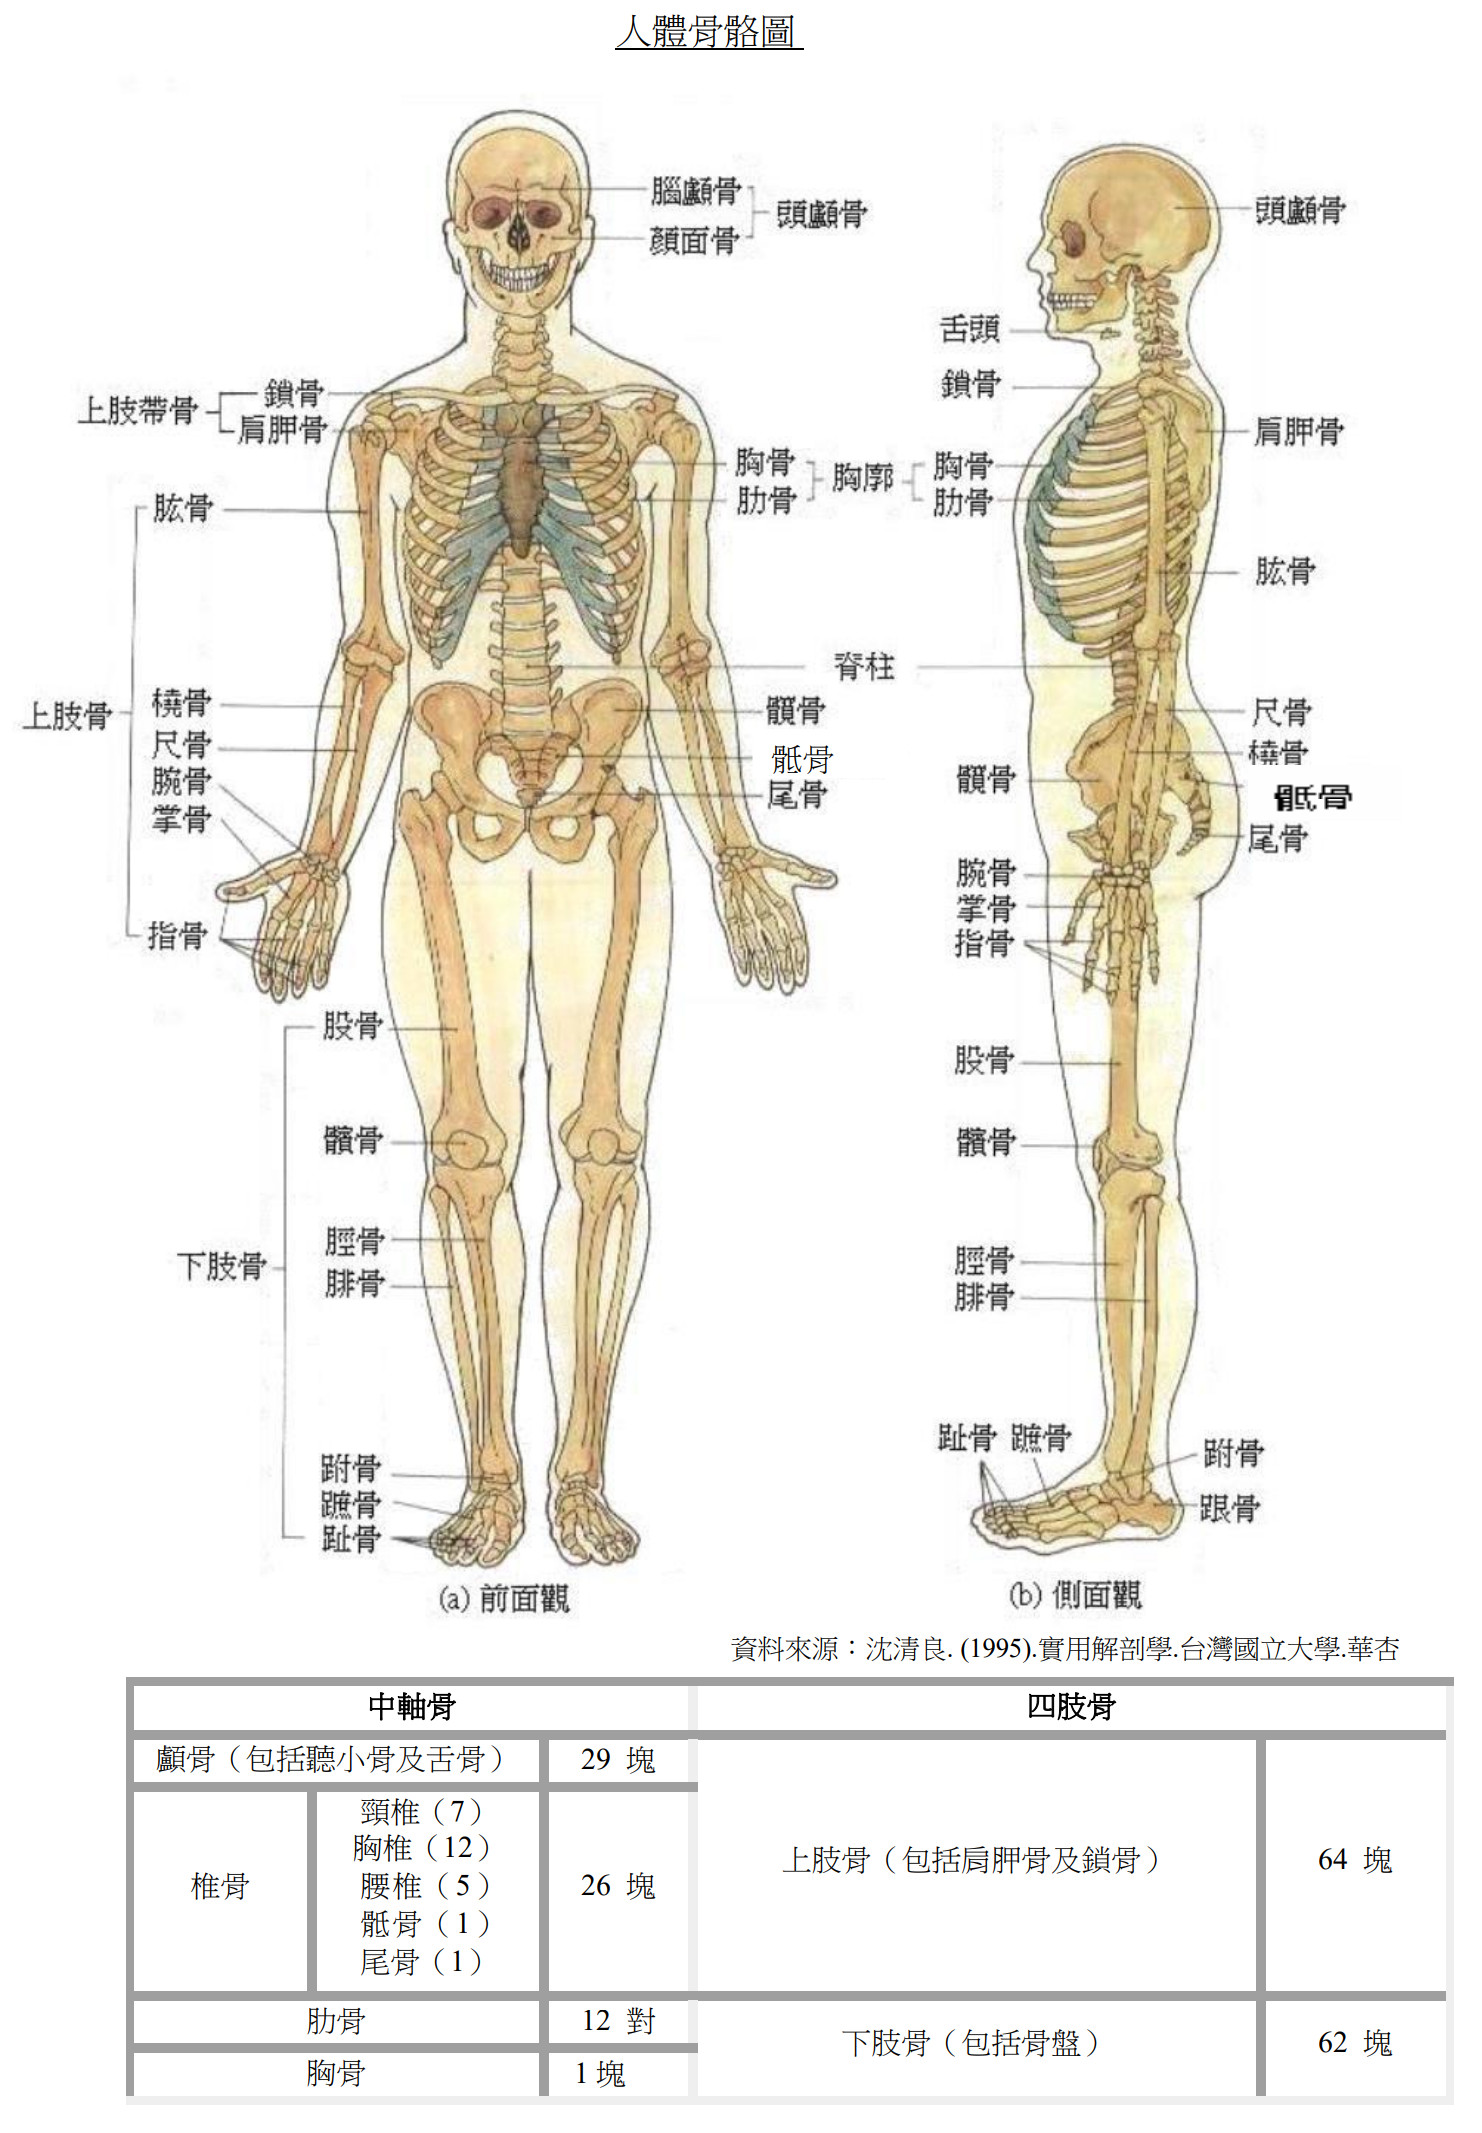 人體骨骼圖
腦顱骨
頭顱骨
顏面骨
頭顱骨
舌頭
鎖骨
鎖骨
上肢帶骨
肩胛骨
肩胛骨
胸骨
胸廓
胸骨
肋骨
肋骨
肱骨
肱骨
脊柱
橈骨
上肢骨
髖骨
尺骨
尺骨
橈骨
骶骨
腕骨
髖骨
尾骨
骶骨
掌骨
尾骨
腕骨
掌骨
指骨
指骨
股骨
股骨
髕骨
髕骨
脛骨
脛骨
下肢骨
腓骨
腓骨
趾骨 蹠骨
跗骨
跗骨
蹠骨
跟骨
趾骨
(a) 前面觀
(b) 側面觀
資料來源：沈清良. (1995).實用解剖學.台灣國立大學.華杏
中軸骨
四肢骨
顱骨（包括聽小骨及舌骨）
29 塊
椎骨
頸椎（7）
胸椎（12）
腰椎（5）
骶骨（1）
尾骨（1）
26 塊
上肢骨（包括肩胛骨及鎖骨）
64 塊
肋骨
12 對
胸骨
1 塊
下肢骨（包括骨盤）
62 塊